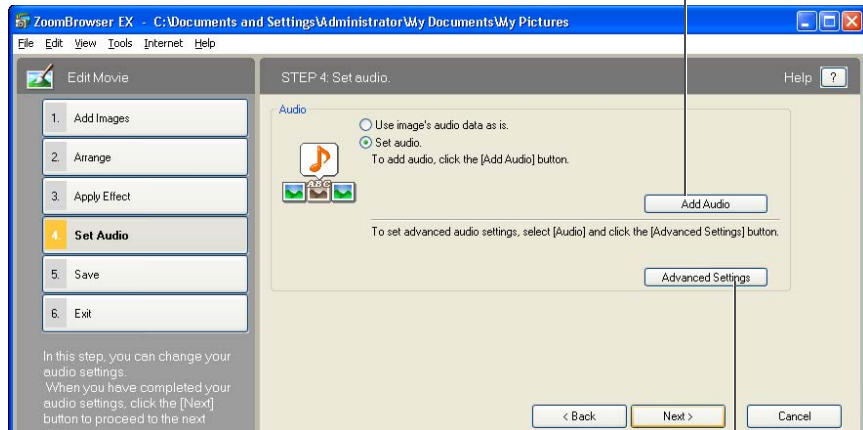 ZoomBrowser EX - C:\Documents and Settings\Administrator\My Documents\My Pictures
File Edit View Tools Internet Help
Edit Movie
STEP 4: Set audio.
Help ?
1. Add Images
2. Arrange
3. Apply Effect
4. Set Audio
5. Save
6. Exit
In this step, you can change your
audio settings.
When you have completed your
audio settings, click the [Next]
button to proceed to the next
Audio
Use image's audio data as is.
Set audio.
To add audio, click the [Add Audio] button.
ABC
Add Audio
To set advanced audio settings, select [Audio] and click the [Advanced Settings] button.
Advanced Settings
< Back
Next >
Cancel